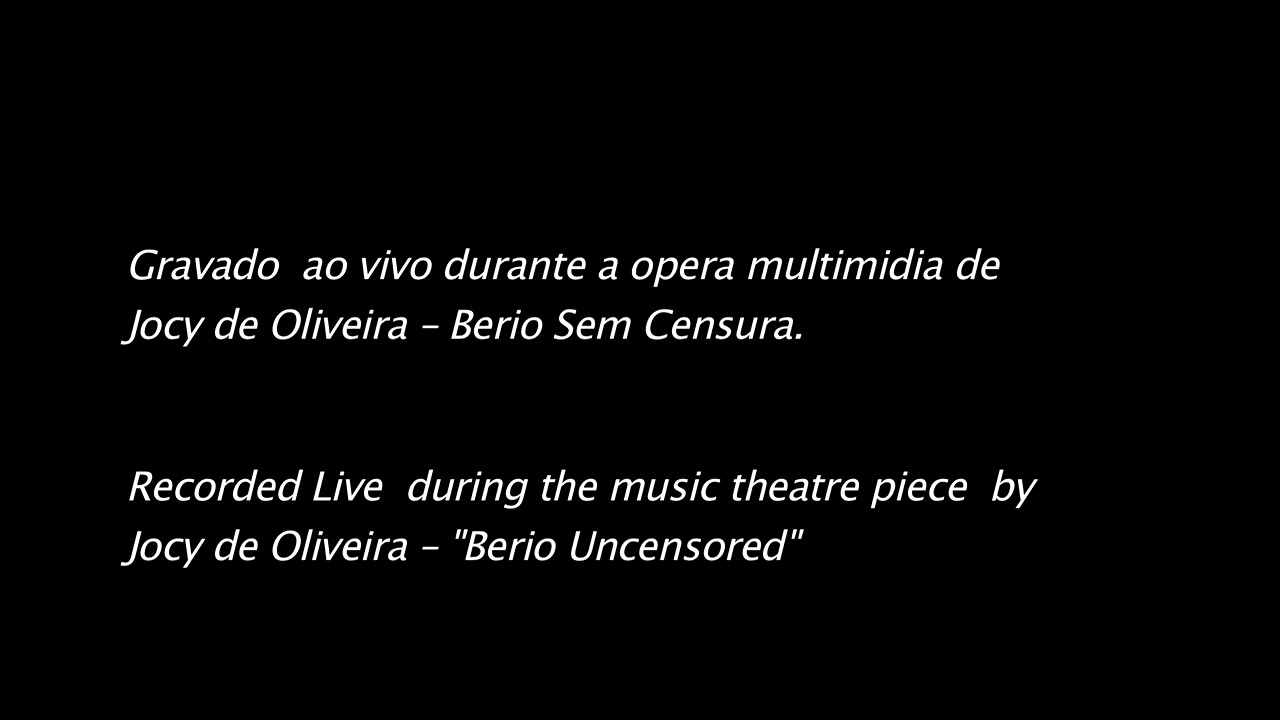 Gravado  ao vivo durante a opera multimidia de
Jocy de Oliveira – Berio Sem Censura.
Recorded Live  during the music theatre piece  by
Jocy de Oliveira – "Berio Uncensored"